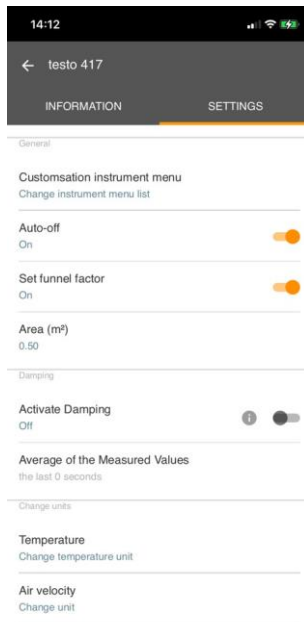 14:12
← testo 417
INFORMATION SETTINGS
General
Customsation instrument menu
Change instrument menu list
Auto-off
On
Set funnel factor
On
Area (m²)
0.50
Damping
Activate Damping
Off
Average of the Measured Values
the last 0 seconds
Change units
Temperature
Change temperature unit
Air velocity
Change unit